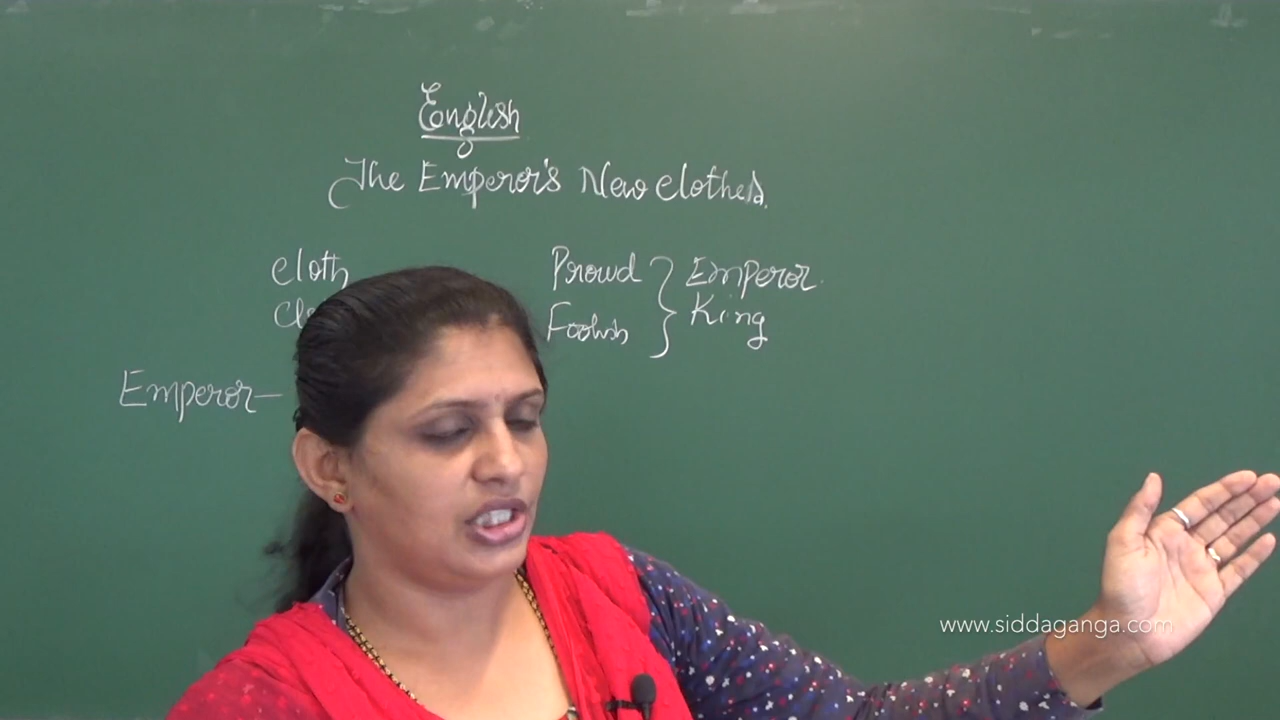 English
The Emperor's New Clothes.
Cloth
Proud } Emperor.
Foolish King
Emperor-
www.siddaganga.com